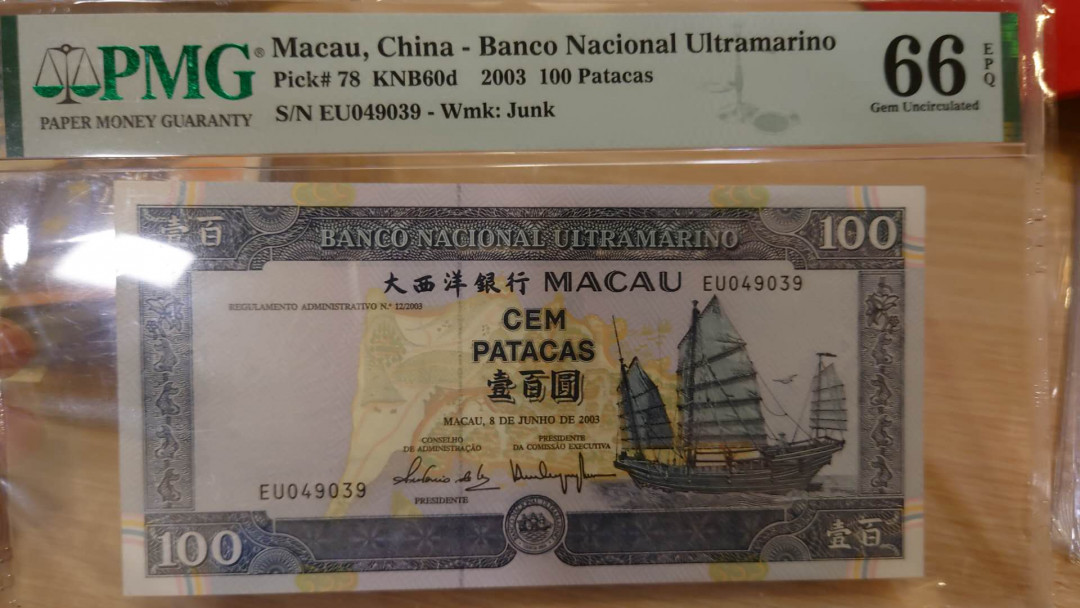 PMG®
PAPER MONEY GUARANTY
Macau, China - Banco Nacional Ultramarino
Pick# 78 KNB60d 2003 100 Patacas
S/N EU049039 - Wmk: Junk
66
EPQ
Gem Uncirculated
壹百
BANCO NACIONAL ULTRAMARINO
100
大西洋銀行 MACAU EU049039
REGULAMENTO ADMINISTRATIVO N.º 12/2003
CEM
PATACAS
壹百圓
MACAU, 8 DE JUNHO DE 2003
CONSELHO
DE ADMINISTRAÇÃO
PRESIDENTE
DA COMISSÃO EXECUTIVA
EU049039
PRESIDENTE
100
壹百